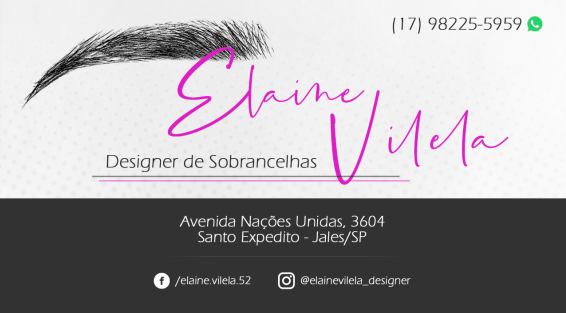 (17) 98225-5959
Elaine
Vilela
Designer de Sobrancelhas
Avenida Nações Unidas, 3604
Santo Expedito - Jales/SP
/elaine.vilela.52
@elainevilela_designer